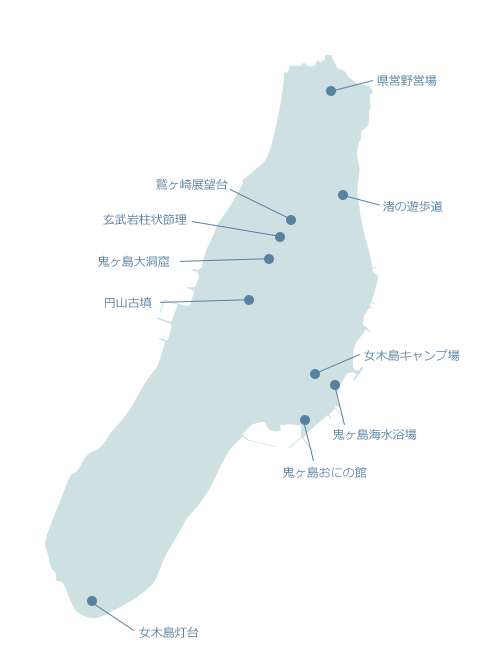 県営野営場
鷲ヶ崎展望台
渚の遊歩道
玄武岩柱状節理
鬼ヶ島大洞窟
円山古墳
女木島キャンプ場
鬼ヶ島海水浴場
鬼ヶ島おにの館
女木島灯台